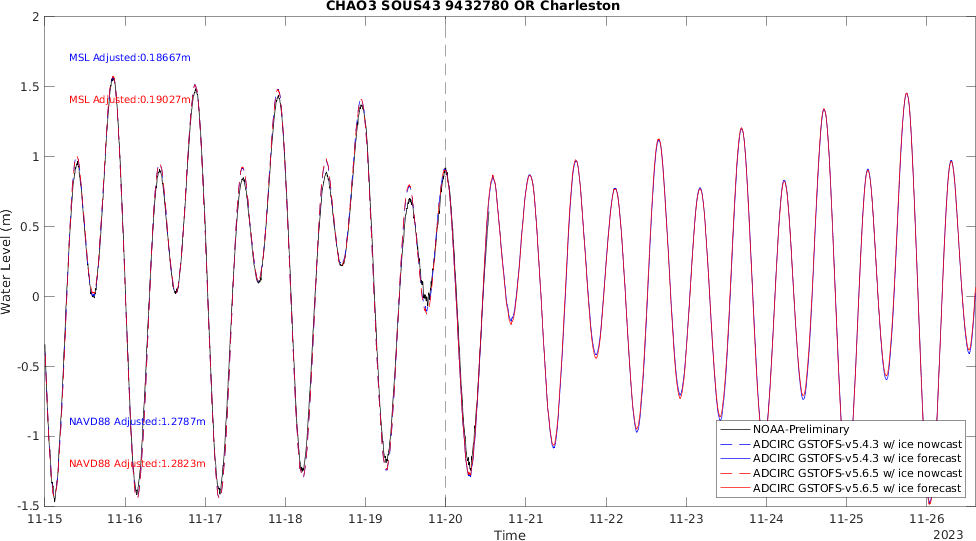 CHAO3 SOUS43 9432780 OR Charleston
2
1.5
1
0.5
0
-0.5
-1
-1.5
Water Level (m)
MSL Adjusted:0.18667m
MSL Adjusted:0.19027m
NAVD88 Adjusted:1.2787m
NAVD88 Adjusted:1.2823m
NOAA-Preliminary
ADCIRC GSTOFS-v5.4.3 w/ ice nowcast
ADCIRC GSTOFS-v5.4.3 w/ ice forecast
ADCIRC GSTOFS-v5.6.5 w/ ice nowcast
ADCIRC GSTOFS-v5.6.5 w/ ice forecast
11-15 11-16 11-17 11-18 11-19 11-20 11-21 11-22 11-23 11-24 11-25 11-26
Time
2023